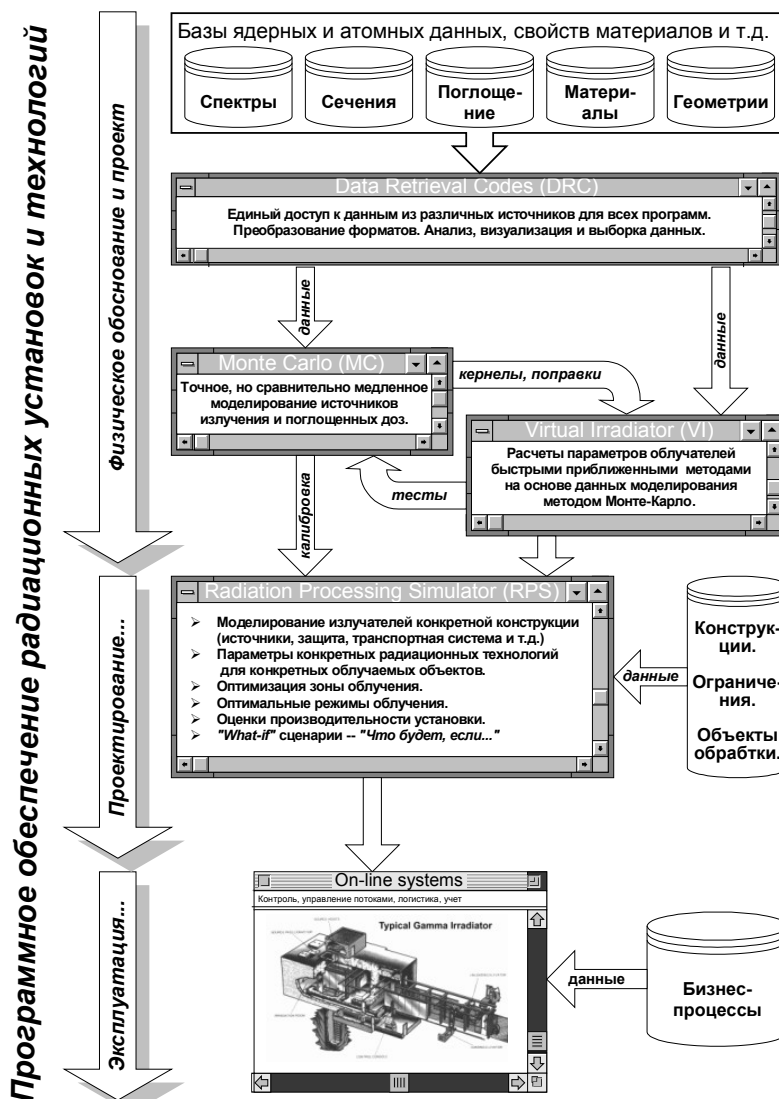 Программное обеспечение радиационных установок и технологий
Физическое обоснование и проект
Проектирование...
Эксплуатация...
Базы ядерных и атомных данных, свойств материалов и т.д.
Спектры
Сечения
Поглоще-
ние
Матери-
алы
Геометрии
Data Retrieval Codes (DRC)
Единый доступ к данным из различных источников для всех программ.
Преобразование форматов. Анализ, визуализация и выборка данных.
данные
данные
Monte Carlo (MC)
Точное, но сравнительно медленное
моделирование источников
излучения и поглощенных доз.
кернелы, поправки
Virtual Irradiator (VI)
Расчеты параметров облучателей
быстрыми приближенными методами
на основе данных моделирования
методом Монте-Карло.
тесты
калибровка
Radiation Processing Simulator (RPS)
Моделирование излучателей конкретной конструкции
(источники, защита, транспортная система и т.д.)
Параметры конкретных радиационных технологий
для конкретных облучаемых объектов.
Оптимизация зоны облучения.
Оптимальные режимы облучения.
Оценки производительности установки.
"What-if" сценарии -- "Что будет, если..."
данные
Конструк-
ции.
Ограниче-
ния.
Объекты
обрабтки.
On-line systems
Контроль, управление потоками, логистика, учет
Typical Gamma Irradiator
данные
Бизнес-
процессы